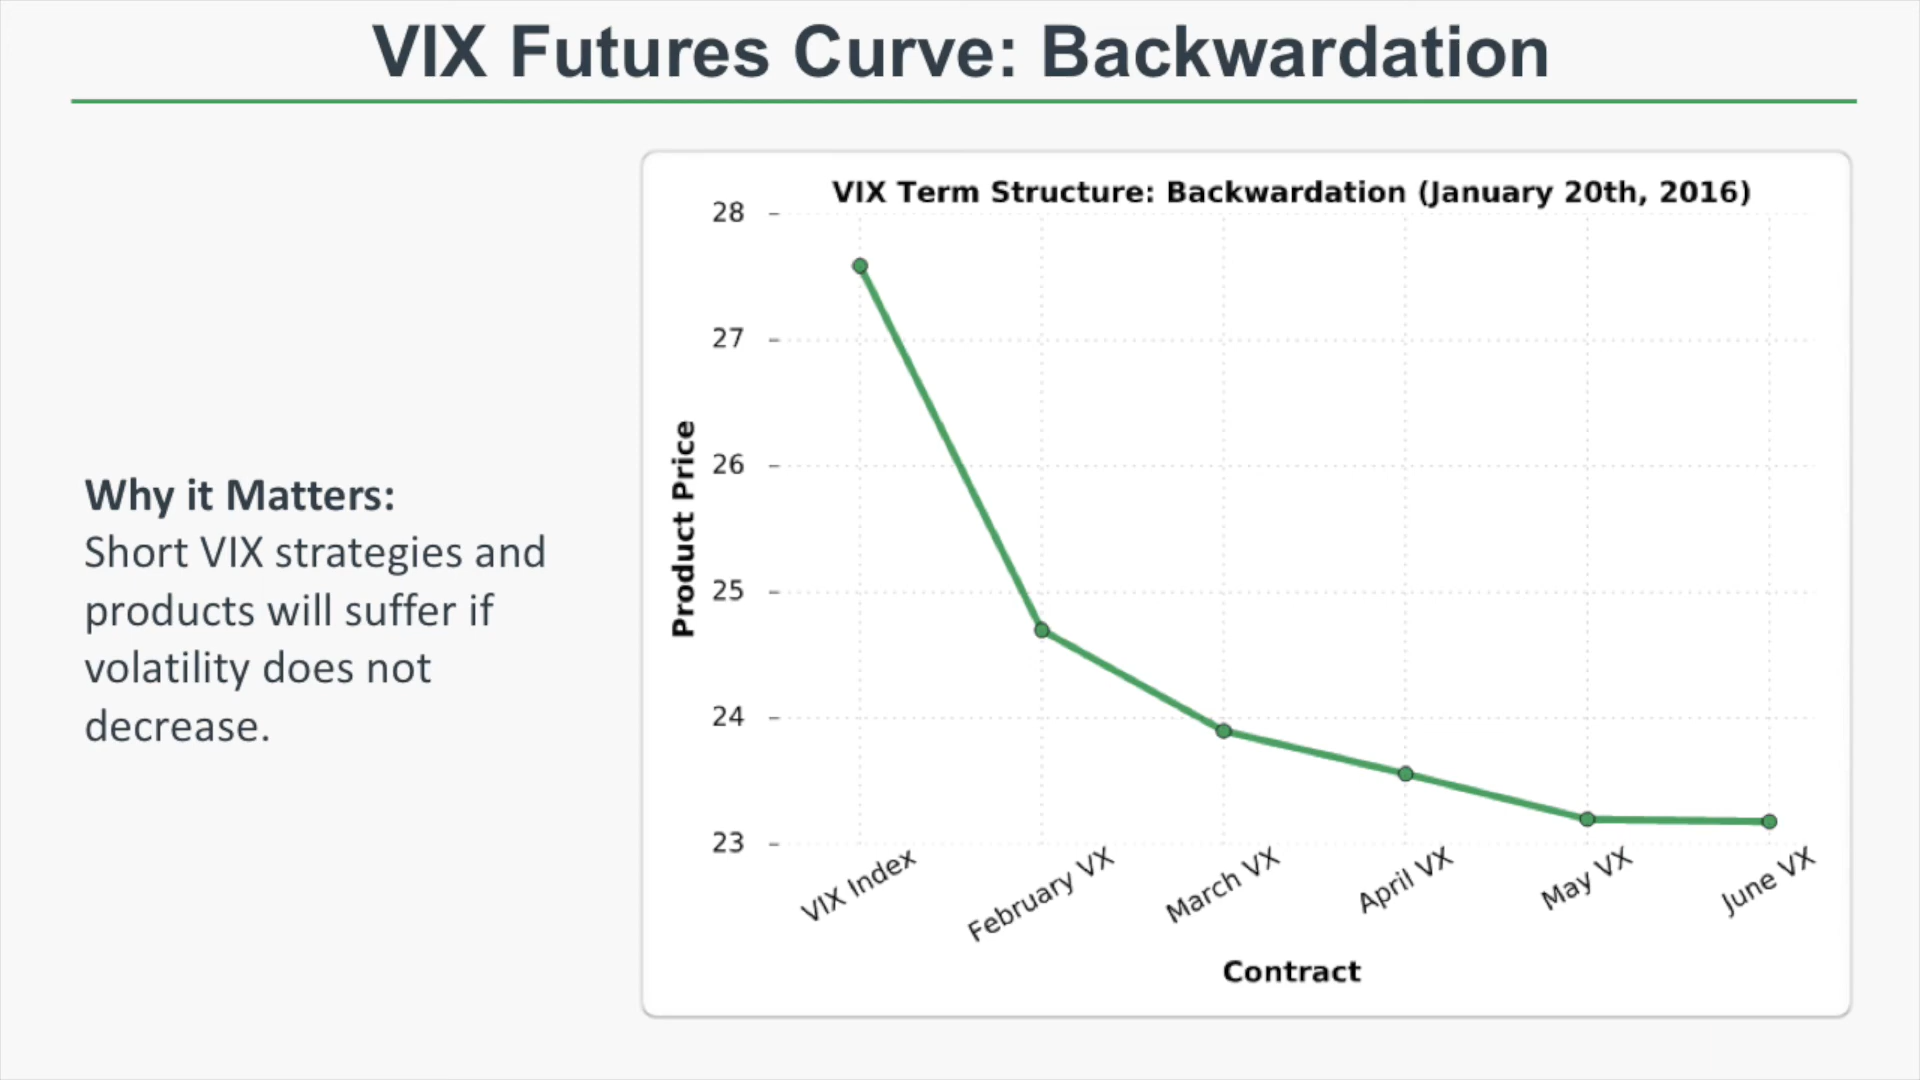 VIX Futures Curve: Backwardation
Why it Matters:
Short VIX strategies and
products will suffer if
volatility does not
decrease.
VIX Term Structure: Backwardation (January 20th, 2016)
Product Price
28
27
26
25
24
23
VIX Index
February VX
March VX
April VX
May VX
June VX
Contract